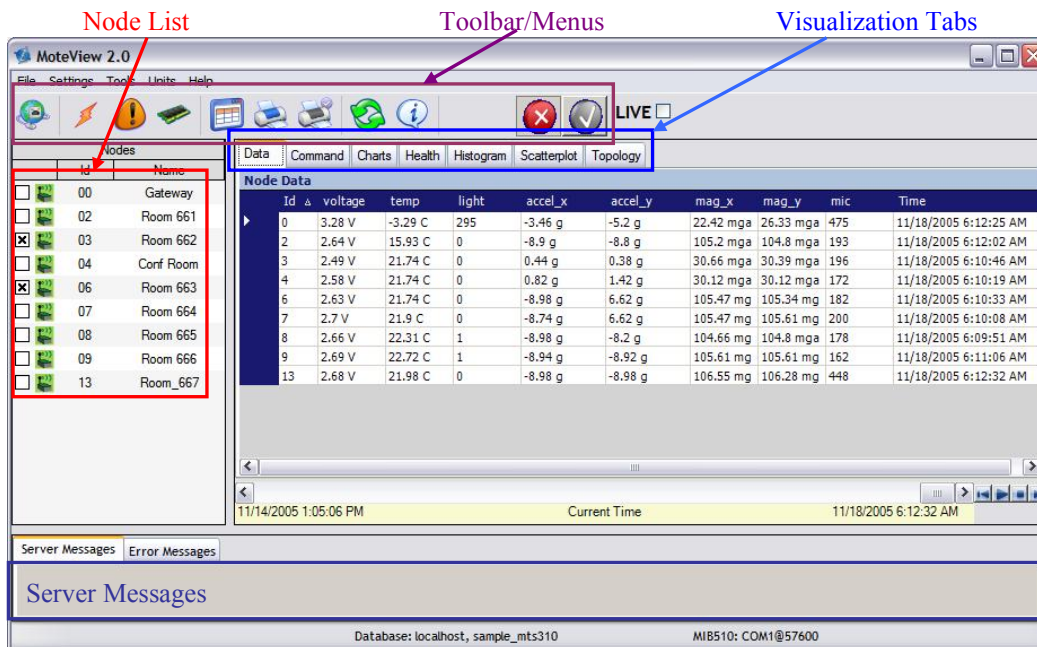 Node List Toolbar/Menus Visualization Tabs
MoteView 2.0
File Settings Tools Units Help
LIVE
Nodes
Id Name
00 Gateway
02 Room 661
03 Room 662
04 Conf Room
06 Room 663
07 Room 664
08 Room 665
09 Room 666
13 Room_667
Data Command Charts Health Histogram Scatterplot Topology
Node Data
Id voltage temp light accel_x accel_y mag_x mag_y mic Time
0 3.28 V -3.29 C 295 -3.46 g -5.2 g 22.42 mga 26.33 mga 475 11/18/2005 6:12:25 AM
2 2.64 V 15.93 C 0 -8.9 g -8.8 g 105.2 mga 104.8 mga 193 11/18/2005 6:12:02 AM
3 2.49 V 21.74 C 0 0.44 g 0.38 g 30.66 mga 30.39 mga 196 11/18/2005 6:10:46 AM
4 2.58 V 21.74 C 0 0.82 g 1.42 g 30.12 mga 30.12 mga 172 11/18/2005 6:10:19 AM
6 2.63 V 21.74 C 0 -8.98 g 6.62 g 105.47 mg 105.34 mg 182 11/18/2005 6:10:33 AM
7 2.7 V 21.9 C 0 -8.74 g 6.62 g 105.47 mg 105.61 mg 200 11/18/2005 6:10:08 AM
8 2.66 V 22.31 C 1 -8.98 g -8.2 g 104.66 mg 104.8 mga 178 11/18/2005 6:09:51 AM
9 2.69 V 22.72 C 1 -8.94 g -8.92 g 105.61 mg 105.61 mg 162 11/18/2005 6:11:06 AM
13 2.68 V 21.98 C 0 -8.98 g -8.98 g 106.55 mg 106.28 mg 448 11/18/2005 6:12:32 AM
11/14/2005 1:05:06 PM Current Time 11/18/2005 6:12:32 AM
Server Messages Error Messages
Server Messages
Database: localhost, sample_mts310 MIB510: COM1@57600